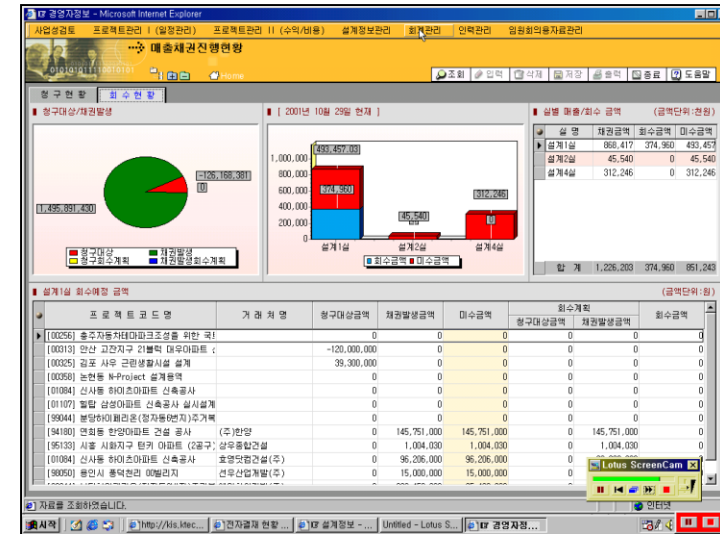 경영자정보 - Microsoft Internet Explorer
사업성검토 프로젝트관리 I (일정관리) 프로젝트관리 II (수익/비용) 설계정보관리 회계관리 인력관리 임원회의용자료관리
매출채권진행현황
Home
조회 입력 삭제 저장 출력 종료 도움말
청구현황 회수현황
청구대상/채권발생
[ 2001년 10월 29일 현재 ]
실별 매출/회수 금액 (금액단위:천원)
-126,168,381
0
1,495,891,430
청구대상 채권발생
청구회수계획 채권발생회수계획
1,000,000
800,000
600,000
400,000
200,000
0
493,457.03
374,960
45,540
312,246
0
설계1실 설계2실 설계4실
회수금액 미수금액
실 명 채권금액 회수금액 미수금액
설계1실 868,417 374,960 493,457
설계2실 45,540 0 45,540
설계4실 312,246 0 312,246
합 계 1,226,203 374,960 851,243
설계1실 회수예정 금액 (금액단위:원)
프로젝트코드명 거래처명 청구대상금액 채권발생금액 미수금액 회수계획 회수금액
청구대상금액 채권발생금액
[00256] 충주자동차테마파크조성을 위한 국! 0 0 0 0 0 0
[00313] 안산 고잔지구 21블럭 대우아파트 -120,000,000 0 0 0 0 0
[00325] 김포 사우 근린생활시설 설계 39,300,000 0 0 0 0 0
[00358] 논현동 N-Project 설계용역 0 0 0 0 0 0
[01084] 신사동 하이츠아파트 신축공사 0 0 0 0 0 0
[01107] 힐탑 삼성아파트 신축공사 실시설계 0 0 0 0 0 0
[99044] 분당하이페리온(정자동6번지)주거복 0 0 0 0 0 0
[94180] 연희동 한양아파트 건설 공사 (주)한양 0 145,751,000 145,751,000 0 145,751,000 0
[95133] 시흥 시화지구 턴키 아파트 (2공구) 삼우종합건설 0 1,004,030 1,004,030 0 1,004,030 0
[01084] 신사동 하이츠아파트 신축공사 효명닷컴건설(주) 0 96,206,000 96,206,000 0
[98050] 용인시 풍덕천리 00빌리지 선우산업개발(주) 0 15,000,000 15,000,000 0
Lotus ScreenCam
자료를 조회하였습니다. 인터넷
시작 http://kis.ktec... 전자결재 현황 ... 설계정보 - ... Untitled - Lotus S... 경영자정...